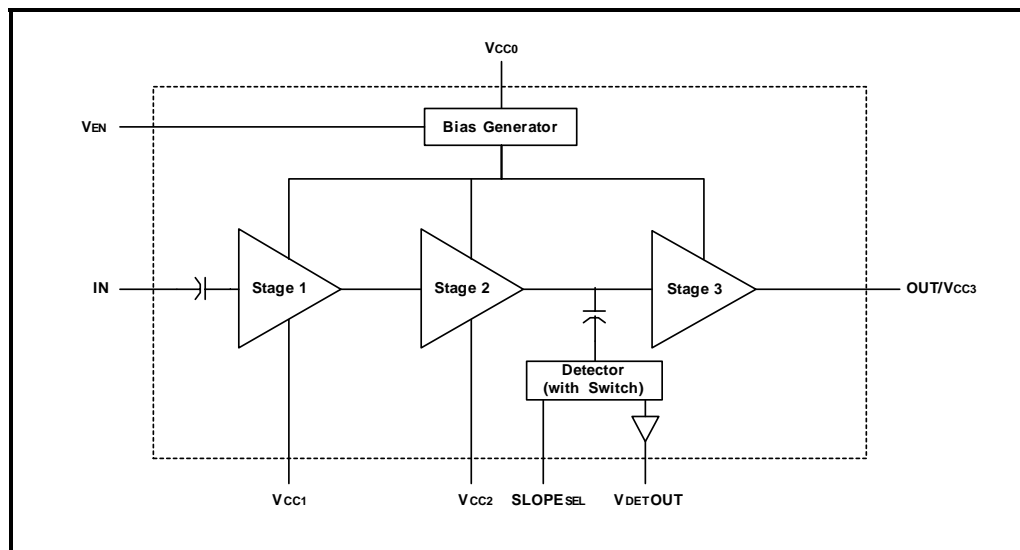 VCC0
VEN
Bias Generator
IN
Stage 1
Stage 2
Stage 3
OUT/VCC3
Detector
(with Switch)
VCC1
VCC2
SLOPESEL
VDETOUT